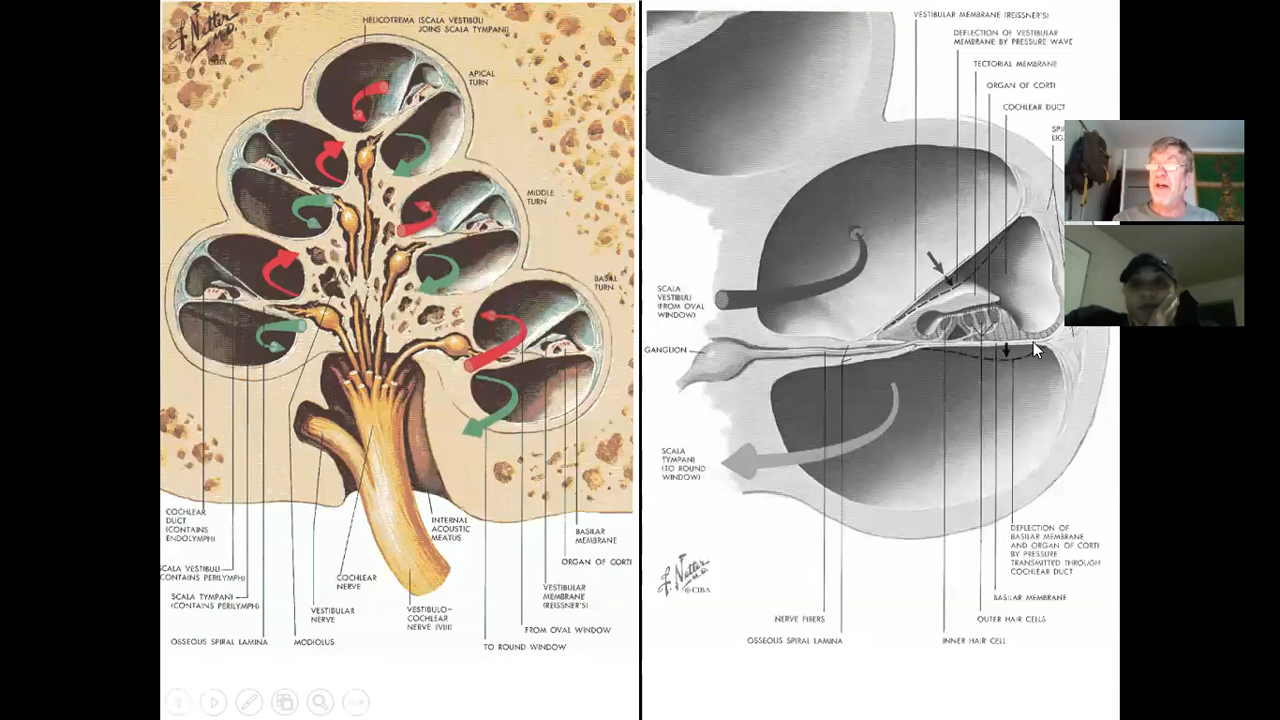 F. Netter
M.D.
© CIBA
HELICOTREMA (SCALA VESTIBULI
JOINS SCALA TYMPANI)
APICAL
TURN
MIDDLE
TURN
BASAL
TURN
COCHLEAR
DUCT
(CONTAINS
ENDOLYMPH)
SCALA VESTIBULI
(CONTAINS PERILYMPH)
SCALA TYMPANI
(CONTAINS PERILYMPH)
OSSEOUS SPIRAL LAMINA
MODIOLUS
VESTIBULAR
NERVE
COCHLEAR
NERVE
INTERNAL
ACOUSTIC
MEATUS
VESTIBULO-
COCHLEAR
NERVE (VIII)
BASILAR
MEMBRANE
ORGAN OF CORTI
VESTIBULAR
MEMBRANE
(REISSNER'S)
FROM OVAL WINDOW
TO ROUND WINDOW
VESTIBULAR MEMBRANE (REISSNER'S)
DEFLECTION OF VESTIBULAR
MEMBRANE BY PRESSURE WAVE
TECTORIAL MEMBRANE
ORGAN OF CORTI
COCHLEAR DUCT
SCALA
VESTIBULI
(FROM OVAL
WINDOW)
GANGLION
SCALA
TYMPANI
(TO ROUND
WINDOW)
F. Netter
M.D.
© CIBA
DEFLECTION OF
BASILAR MEMBRANE
AND ORGAN OF CORTI
BY PRESSURE
TRANSMITTED THROUGH
COCHLEAR DUCT
BASILAR MEMBRANE
NERVE FIBERS
OUTER HAIR CELLS
OSSEOUS SPIRAL LAMINA
INNER HAIR CELL